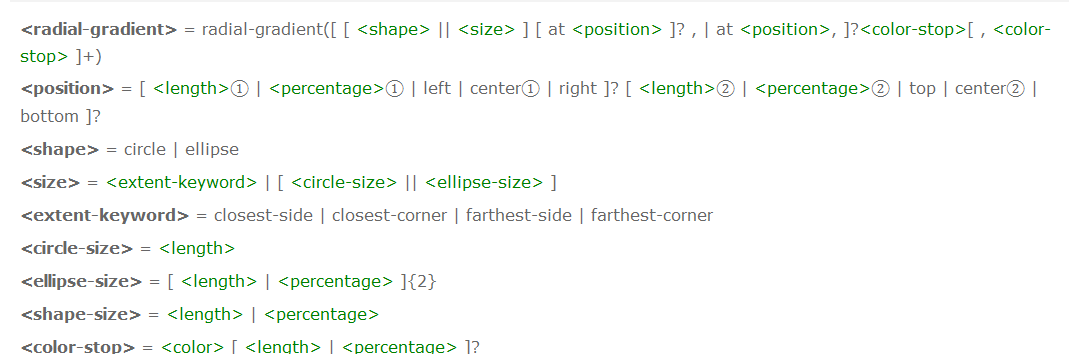 <radial-gradient> = radial-gradient([ [ <shape> || <size> ] [ at <position> ]? , | at <position>, ]?<color-stop>[ , <color-
stop> ]+)
<position> = [ <length>① | <percentage>① | left | center① | right ]? [ <length>② | <percentage>② | top | center② |
bottom ]?
<shape> = circle | ellipse
<size> = <extent-keyword> | [ <circle-size> || <ellipse-size> ]
<extent-keyword> = closest-side | closest-corner | farthest-side | farthest-corner
<circle-size> = <length>
<ellipse-size> = [ <length> | <percentage> ]{2}
<shape-size> = <length> | <percentage>
<color-stop> = <color> [ <length> | <percentage> ]?